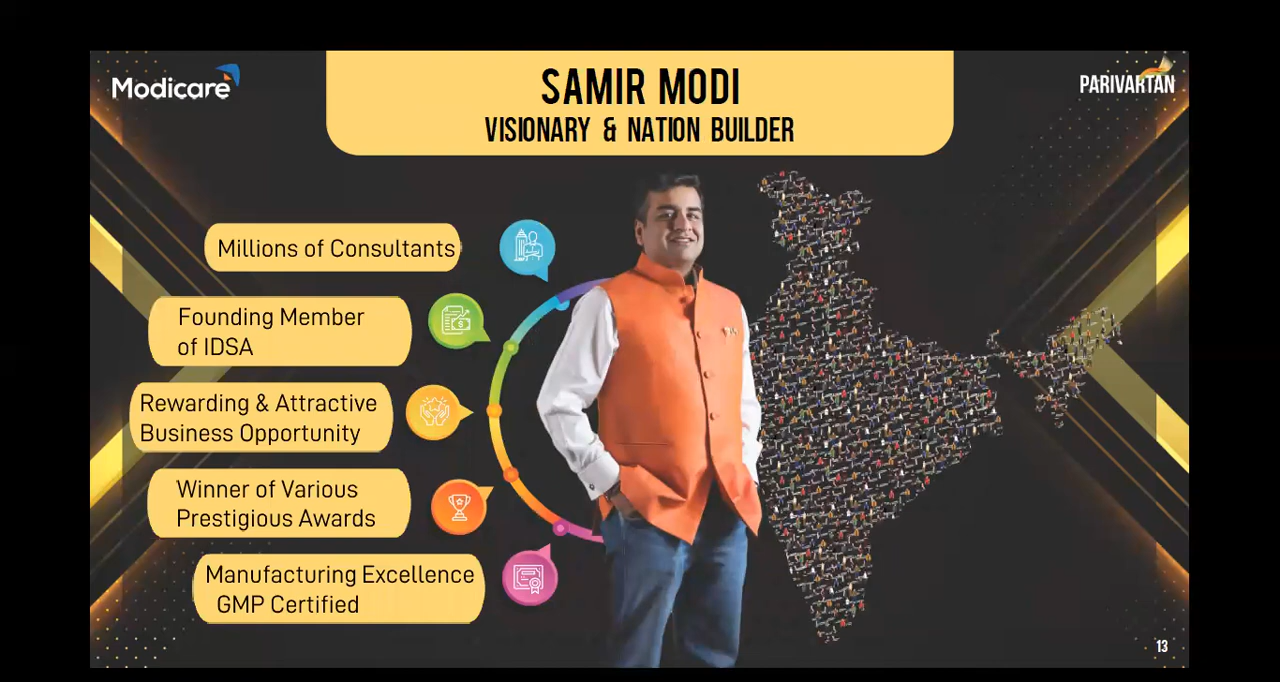 Modicare
SAMIR MODI
VISIONARY & NATION BUILDER
PARIVARTAN
Millions of Consultants
Founding Member
of IDSA
Rewarding & Attractive
Business Opportunity
Winner of Various
Prestigious Awards
Manufacturing Excellence
GMP Certified
13